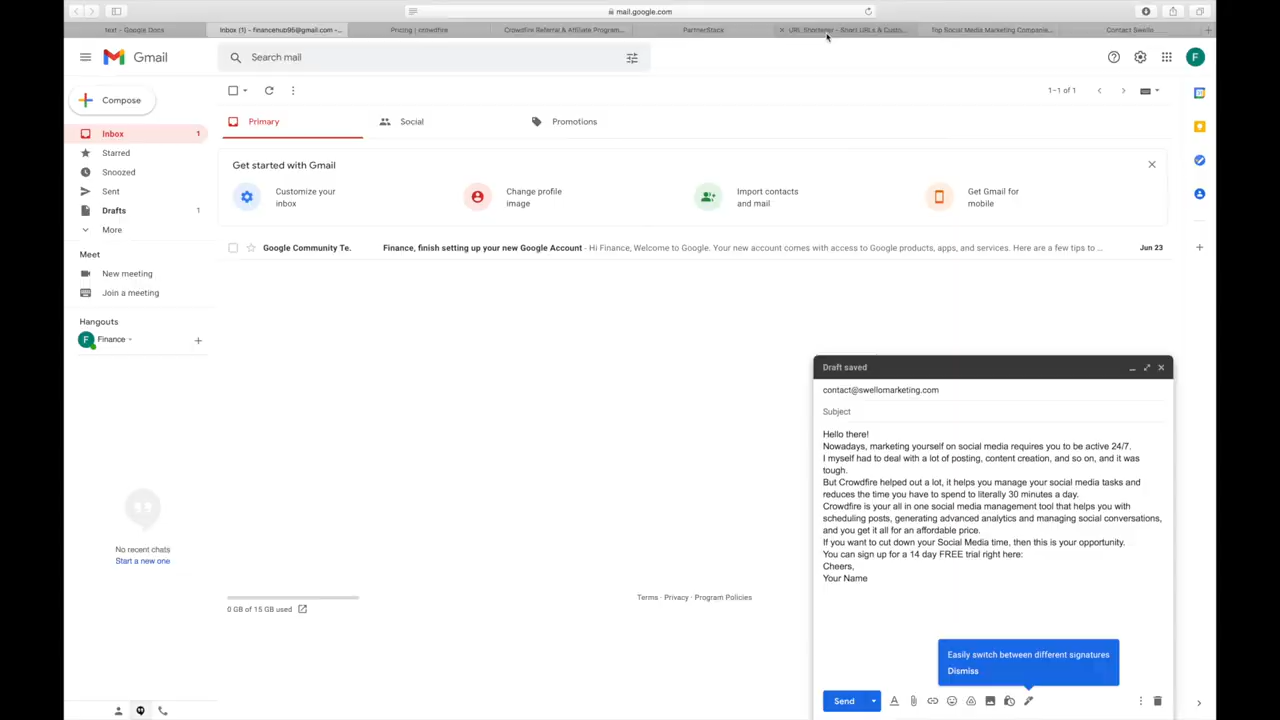 mail.google.com
text - Google Docs
Inbox (1) - financehub95@gmail.com -...
Pricing | crowdfire
CrowdFire Referral & Affiliate Program...
PartnerStack
URL Shortener - Short URLs & Custo...
Top Social Media Marketing Companie...
Contact Swello
Gmail
Search mail
F
Compose
1–1 of 1
Inbox 1
Primary
Social
Promotions
Starred
Snoozed
Sent
Drafts 1
More
Get started with Gmail
Customize your
inbox
Change profile
image
Import contacts
and mail
Get Gmail for
mobile
Google Community Te. Finance, finish setting up your new Google Account - Hi Finance, Welcome to Google. Your new account comes with access to Google products, apps, and services. Here are a few tips to ... Jun 23
Meet
New meeting
Join a meeting
Hangouts
F Finance
No recent chats
Start a new one
0 GB of 15 GB used
Terms · Privacy · Program Policies
Draft saved
contact@swellomarketing.com
Subject
Hello there!
Nowadays, marketing yourself on social media requires you to be active 24/7.
I myself had to deal with a lot of posting, content creation, and so on, and it was
tough.
But Crowdfire helped out a lot, it helps you manage your social media tasks and
reduces the time you have to spend to literally 30 minutes a day.
Crowdfire is your all in one social media management tool that helps you with
scheduling posts, generating advanced analytics and managing social conversations,
and you get it all for an affordable price.
If you want to cut down your Social Media time, then this is your opportunity.
You can sign up for a 14 day FREE trial right here:
Cheers,
Your Name
Easily switch between different signatures
Dismiss
Send